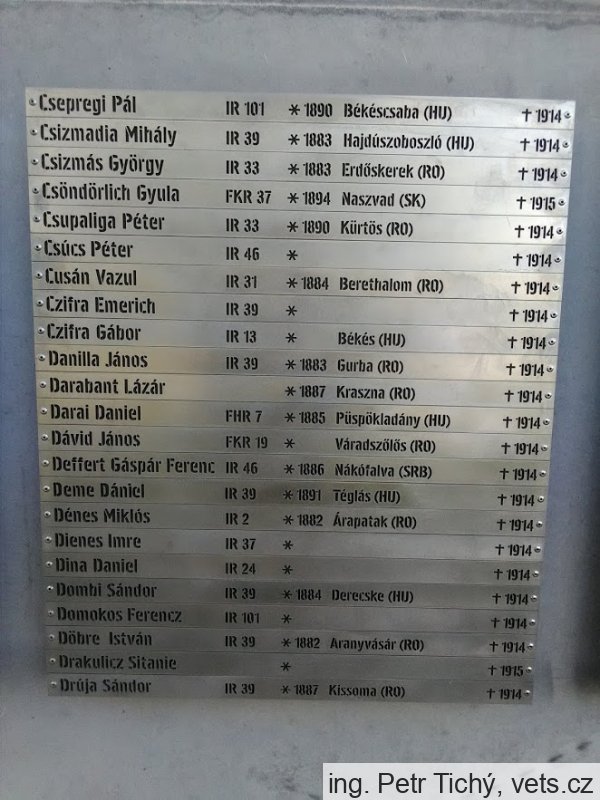 Csepregi Pál IR 101 * 1890 Békéscsaba (HU) † 1914
Csizmadia Mihály IR 39 * 1883 Hajdúszoboszló (HU) † 1914
Csizmás György IR 33 * 1883 Erdőskerek (RO) † 1914
Csöndörlich Gyula FKR 37 * 1894 Naszvad (SK) † 1915
Csupaliga Péter IR 33 * 1890 Kürtös (RO) † 1914
Csúcs Péter IR 46 * † 1914
Cusán Vazul IR 31 * 1884 Berethalom (RO) † 1914
Czifra Emerich IR 39 * † 1914
Czifra Gábor IR 13 * Békés (HU) † 1914
Danilla János IR 39 * 1883 Gurba (RO) † 1914
Darabant Lázár * 1887 Kraszna (RO) † 1914
Darai Daniel FHR 7 * 1885 Püspökladány (HU) † 1914
Dávid János FKR 19 * Váradszőlős (RO) † 1914
Deffert Gáspár Ferenc IR 46 * 1886 Nákófalva (SRB) † 1914
Deme Dániel IR 39 * 1891 Téglás (HU) † 1914
Dénes Miklós IR 2 * 1882 Árapatak (RO) † 1914
Dienes Imre IR 37 * † 1914
Dina Daniel IR 24 * † 1914
Dombi Sándor IR 39 * 1884 Derecske (HU) † 1914
Domokos Ferencz IR 101 * † 1914
Döbre István IR 39 * 1882 Aranyvásár (RO) † 1914
Drakulicz Sitanie * † 1915
Drúja Sándor IR 39 * 1887 Kissoma (RO) † 1914
ing. Petr Tichý, vets.cz